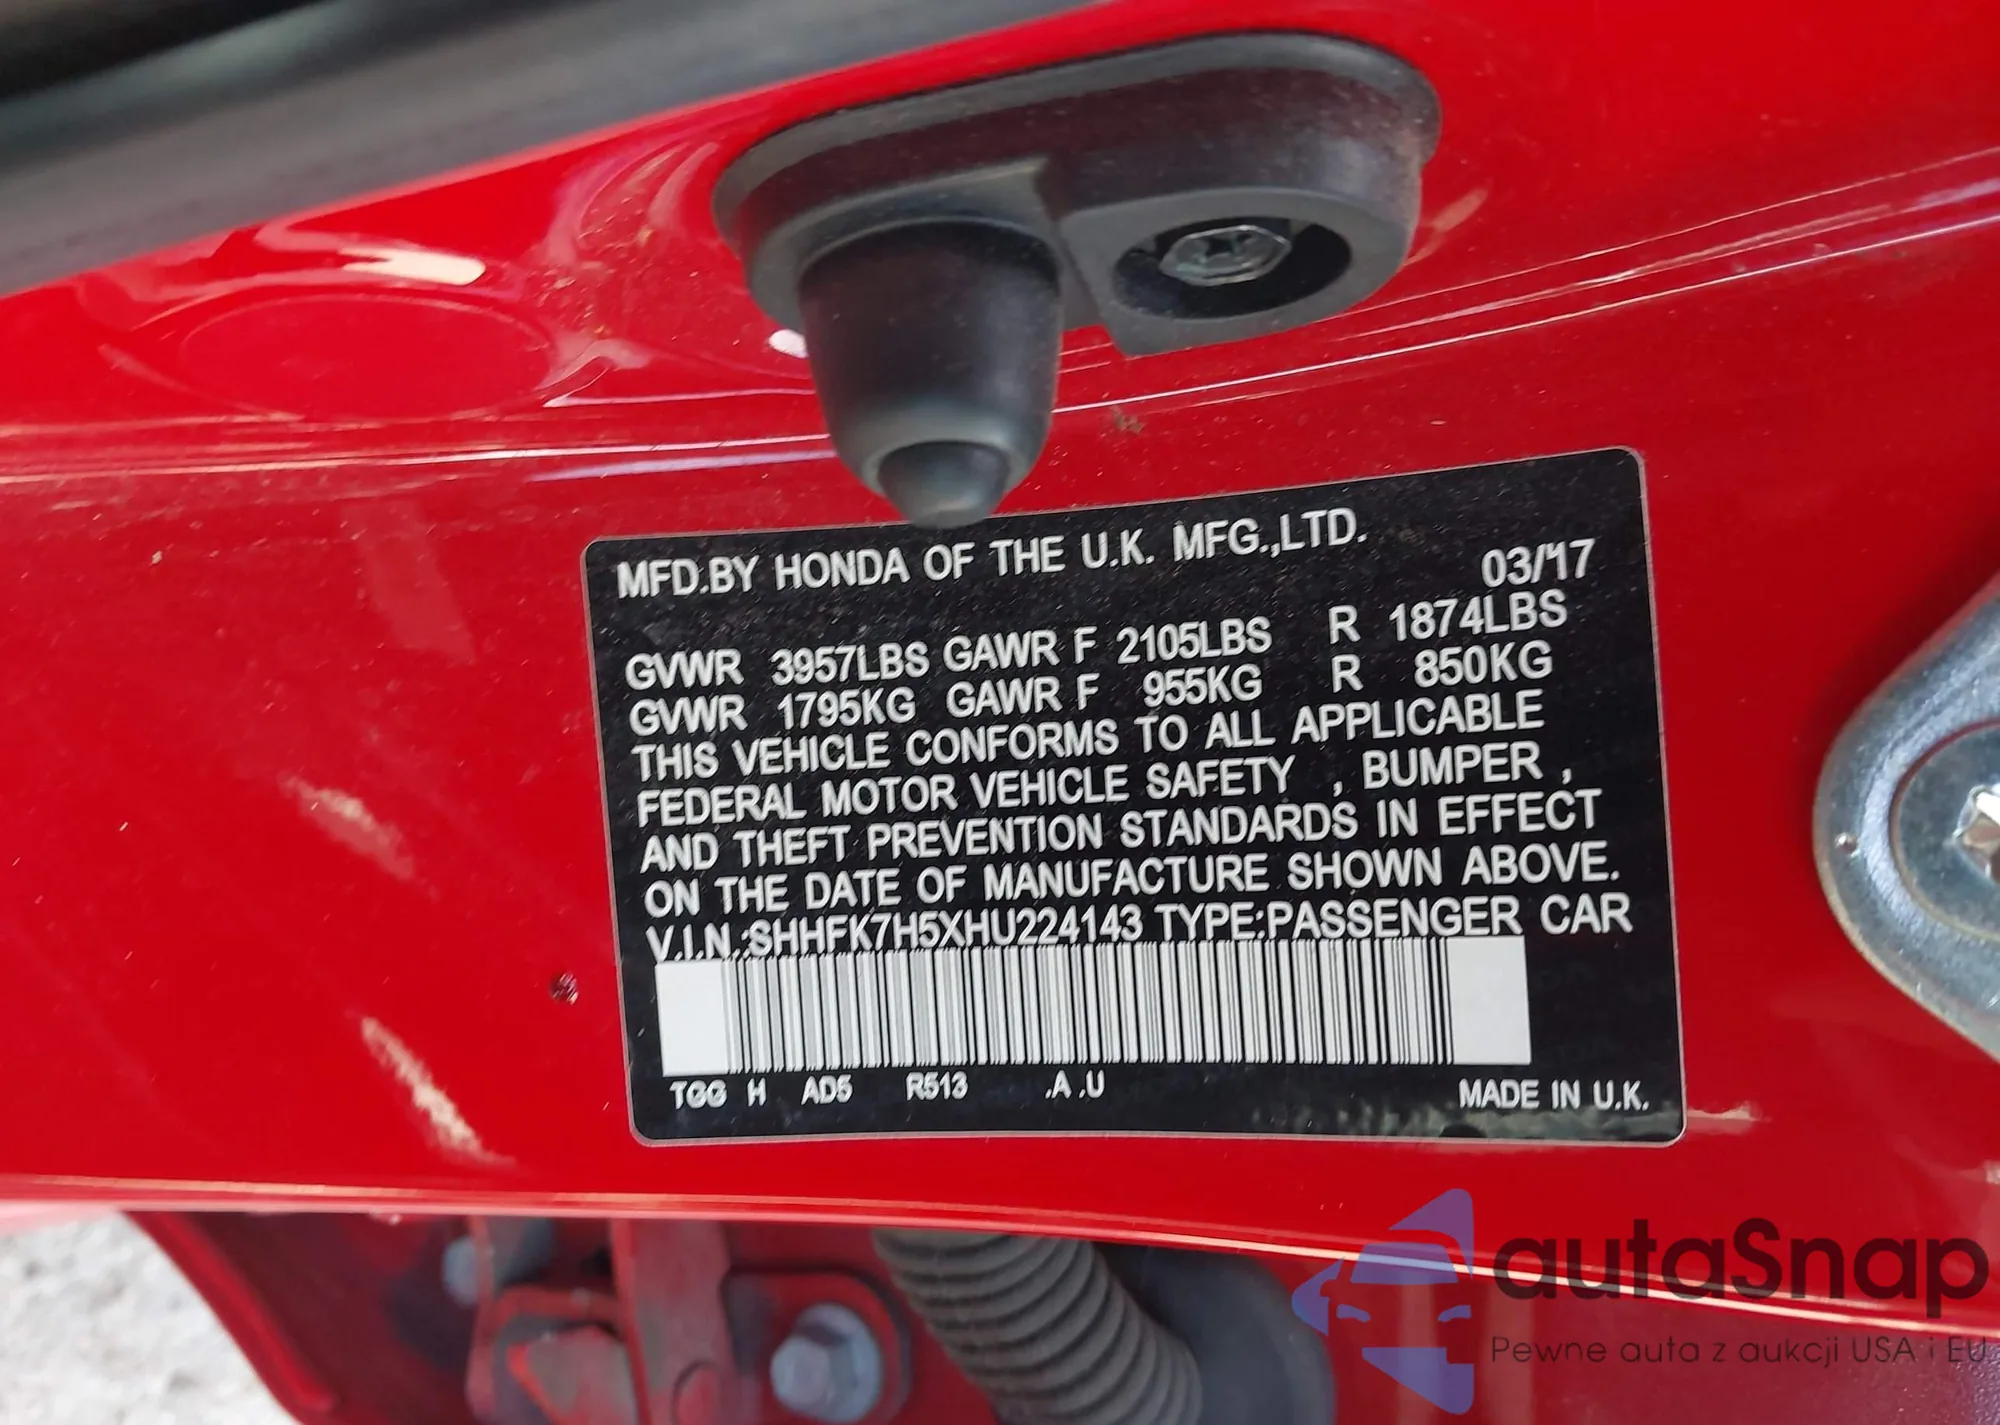 MFD.BY HONDA OF THE U.K. MFG.,LTD.
03/'17
GVWR 3957LBS GAWR F 2105LBS R 1874LBS
GVWR 1795KG GAWR F 955KG R 850KG
THIS VEHICLE CONFORMS TO ALL APPLICABLE
FEDERAL MOTOR VEHICLE SAFETY , BUMPER ,
AND THEFT PREVENTION STANDARDS IN EFFECT
ON THE DATE OF MANUFACTURE SHOWN ABOVE.
V.I.N.:SHHFK7H5XHU224143 TYPE:PASSENGER CAR
TGG H AD5 R513 .A .U MADE IN U.K.
autaSnap
Pewne auta z aukcji USA i EU